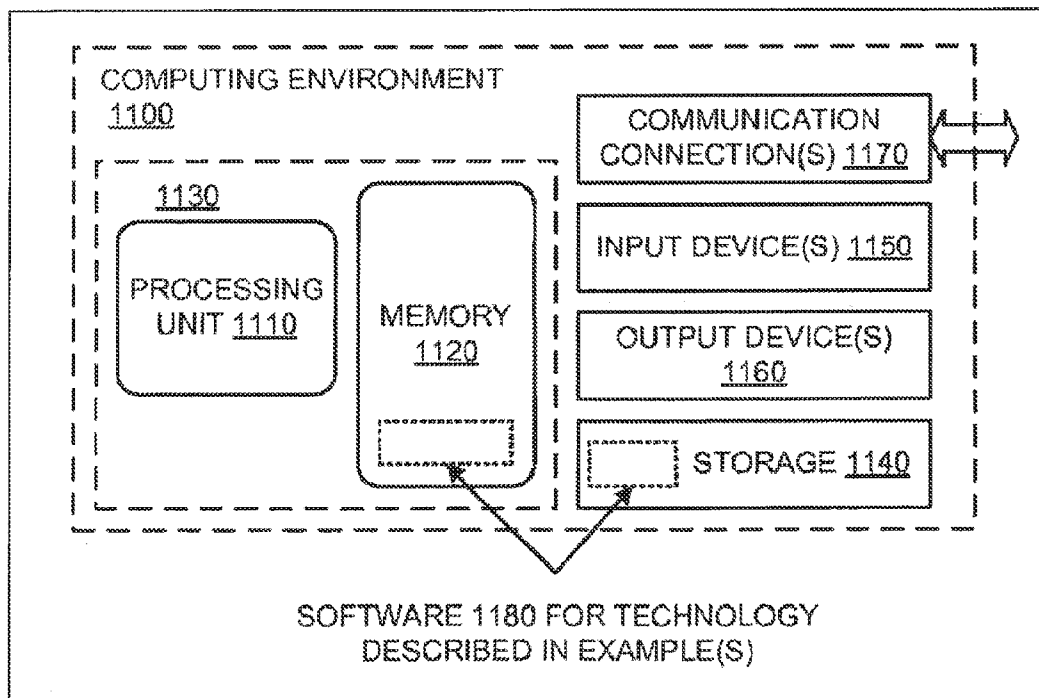 COMPUTING ENVIRONMENT
1100
1130
PROCESSING
UNIT 1110
MEMORY
1120
COMMUNICATION
CONNECTION(S) 1170
INPUT DEVICE(S) 1150
OUTPUT DEVICE(S)
1160
STORAGE 1140
SOFTWARE 1180 FOR TECHNOLOGY
DESCRIBED IN EXAMPLE(S)